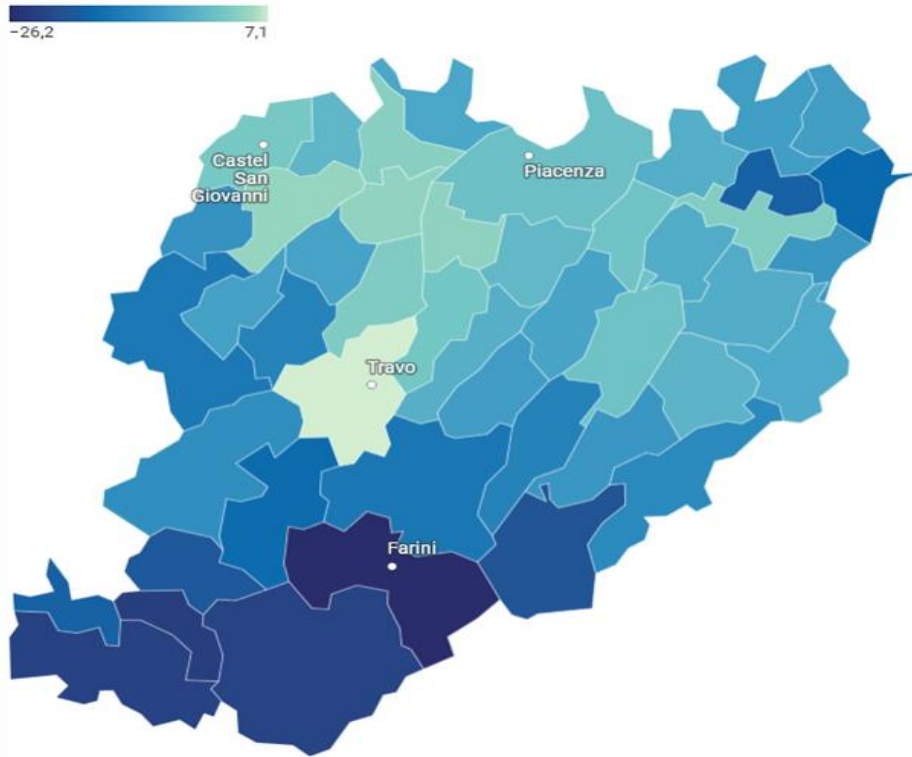 −26,2 7,1
Castel
San
Giovanni
Piacenza
Travo
Farini